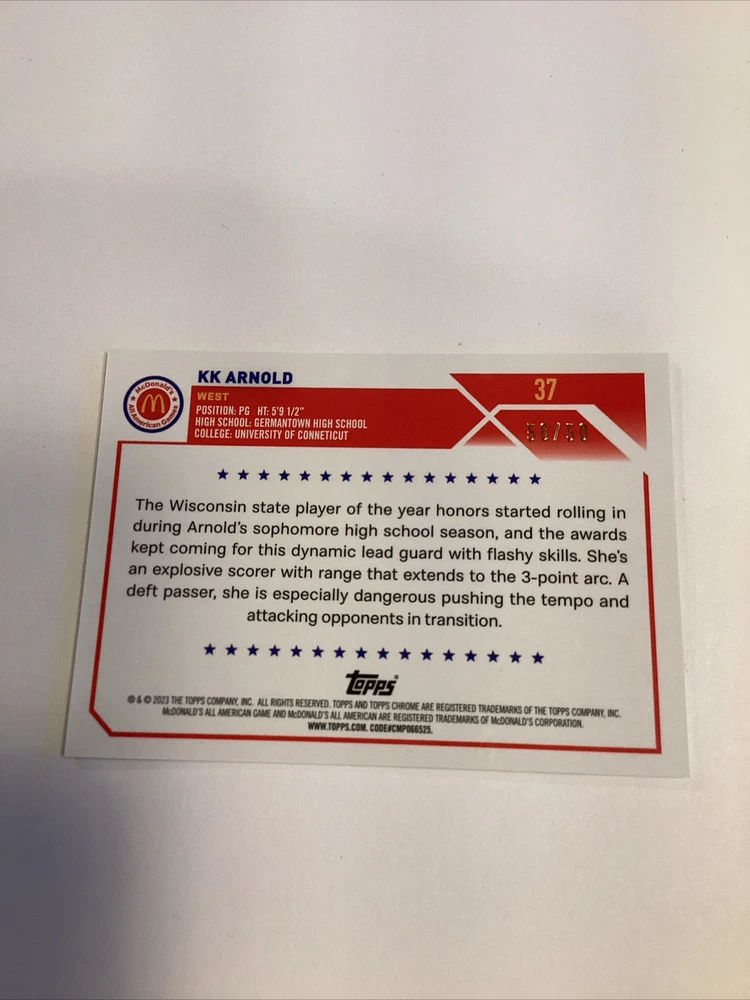 McDonald's
All American Games
KK ARNOLD
WEST
POSITION: PG HT: 5'9 1/2"
HIGH SCHOOL: GERMANTOWN HIGH SCHOOL
COLLEGE: UNIVERSITY OF CONNETICUT
37
50/50
The Wisconsin state player of the year honors started rolling in
during Arnold's sophomore high school season, and the awards
kept coming for this dynamic lead guard with flashy skills. She's
an explosive scorer with range that extends to the 3-point arc. A
deft passer, she is especially dangerous pushing the tempo and
attacking opponents in transition.
Topps®
® & © 2023 THE TOPPS COMPANY, INC. ALL RIGHTS RESERVED. TOPPS AND TOPPS CHROME ARE REGISTERED TRADEMARKS OF THE TOPPS COMPANY, INC.
McDONALD'S ALL AMERICAN GAME AND McDONALD'S ALL AMERICAN ARE REGISTERED TRADEMARKS OF McDONALD'S CORPORATION.
WWW.TOPPS.COM. CODE#CMP066525.